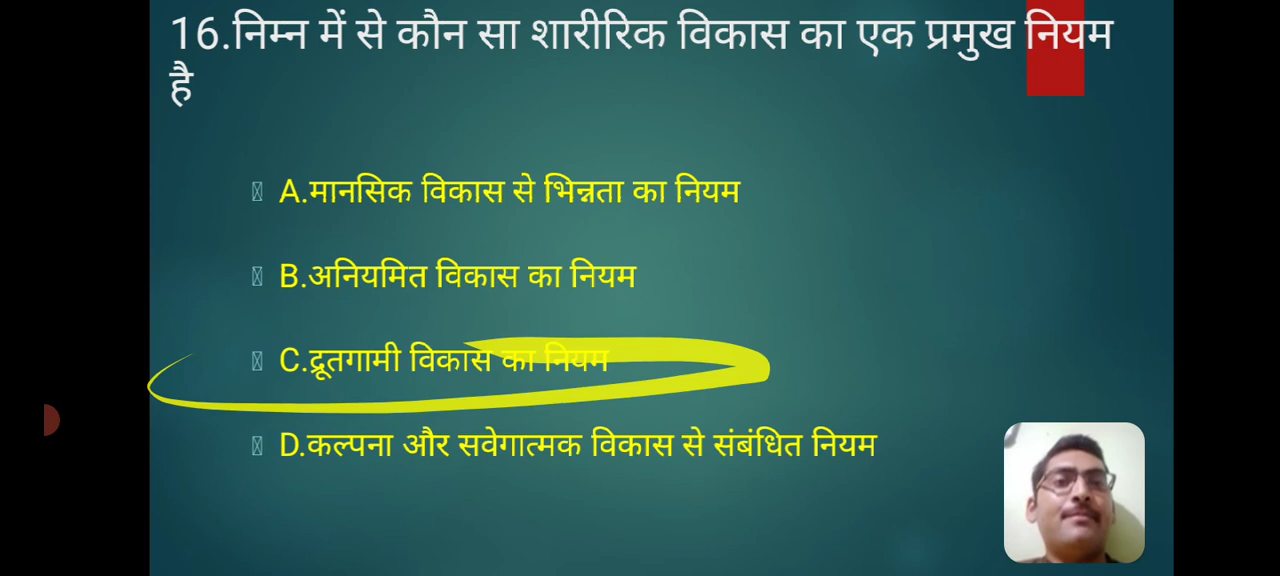 16.निम्न में से कौन सा शारीरिक विकास का एक प्रमुख नियम
है
A.मानसिक विकास से भिन्नता का नियम
B.अनियमित विकास का नियम
C.द्रूतगामी विकास का नियम
D.कल्पना और सवेगात्मक विकास से संबंधित नियम